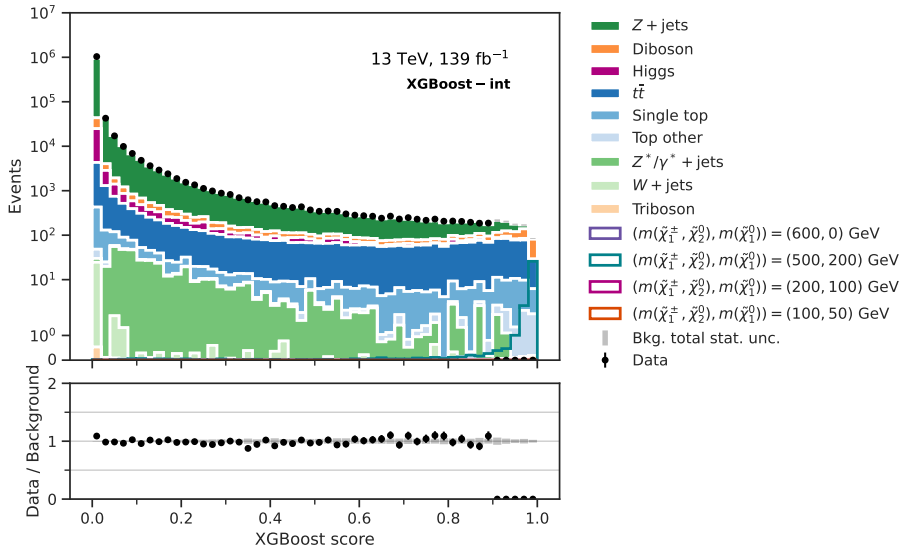 10⁷
10⁶
10⁵
10⁴
10³
10²
10¹
10⁰
0
Events
13 TeV, 139 fb⁻¹
XGBoost − int
Z + jets
Diboson
Higgs
tt̄
Single top
Top other
Z*/γ* + jets
W + jets
Triboson
(m(χ̃₁±, χ̃₂⁰), m(χ̃₁⁰)) = (600, 0) GeV
(m(χ̃₁±, χ̃₂⁰), m(χ̃₁⁰)) = (500, 200) GeV
(m(χ̃₁±, χ̃₂⁰), m(χ̃₁⁰)) = (200, 100) GeV
(m(χ̃₁±, χ̃₂⁰), m(χ̃₁⁰)) = (100, 50) GeV
Bkg. total stat. unc.
Data
2
1
0
Data / Background
0.0 0.2 0.4 0.6 0.8 1.0
XGBoost score